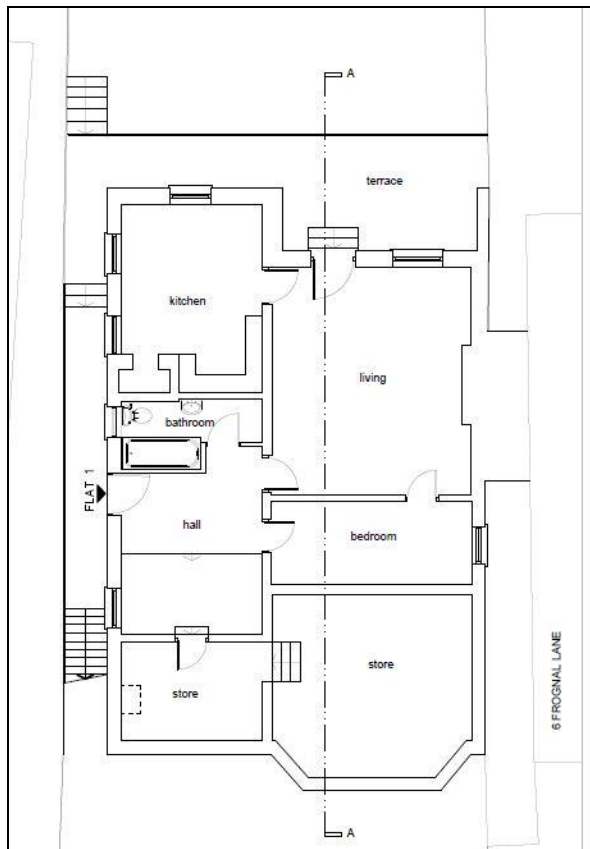 A
terrace
kitchen
living
bathroom
FLAT 1
hall
bedroom
store
store
6 FROGNAL LANE
A